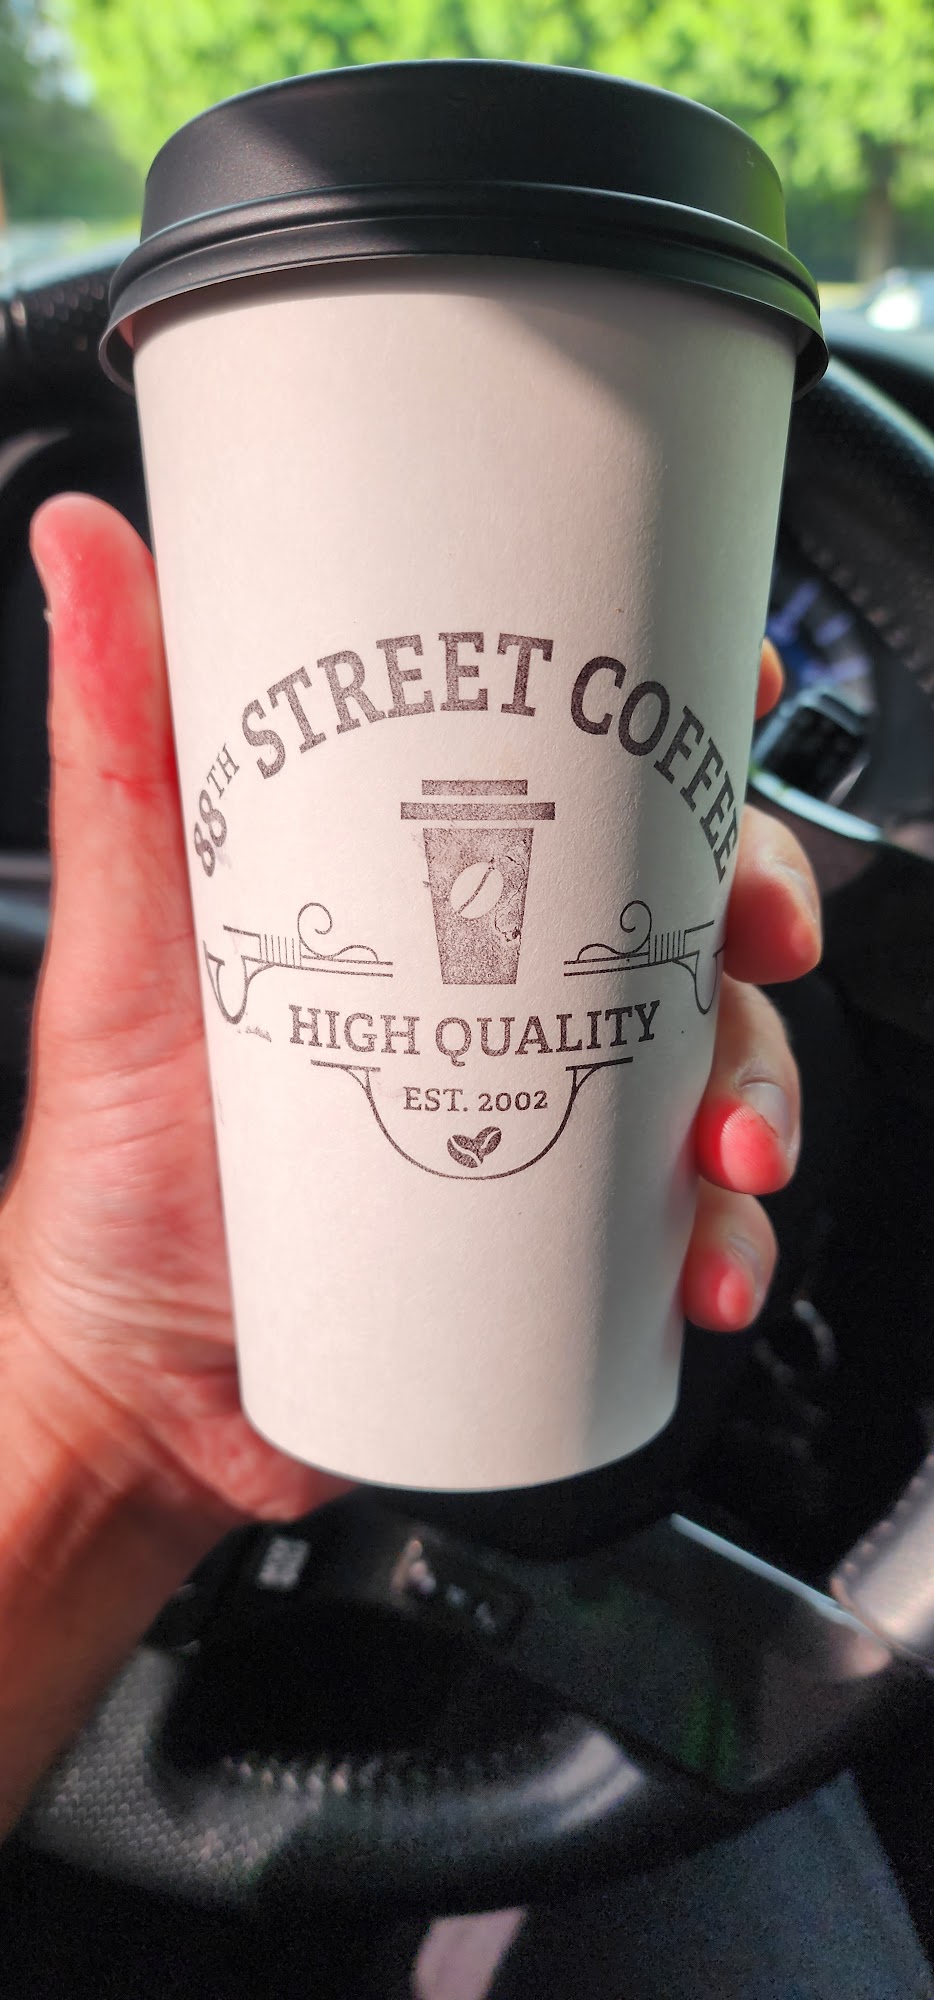 88TH STREET COFFEE
HIGH QUALITY
EST. 2002